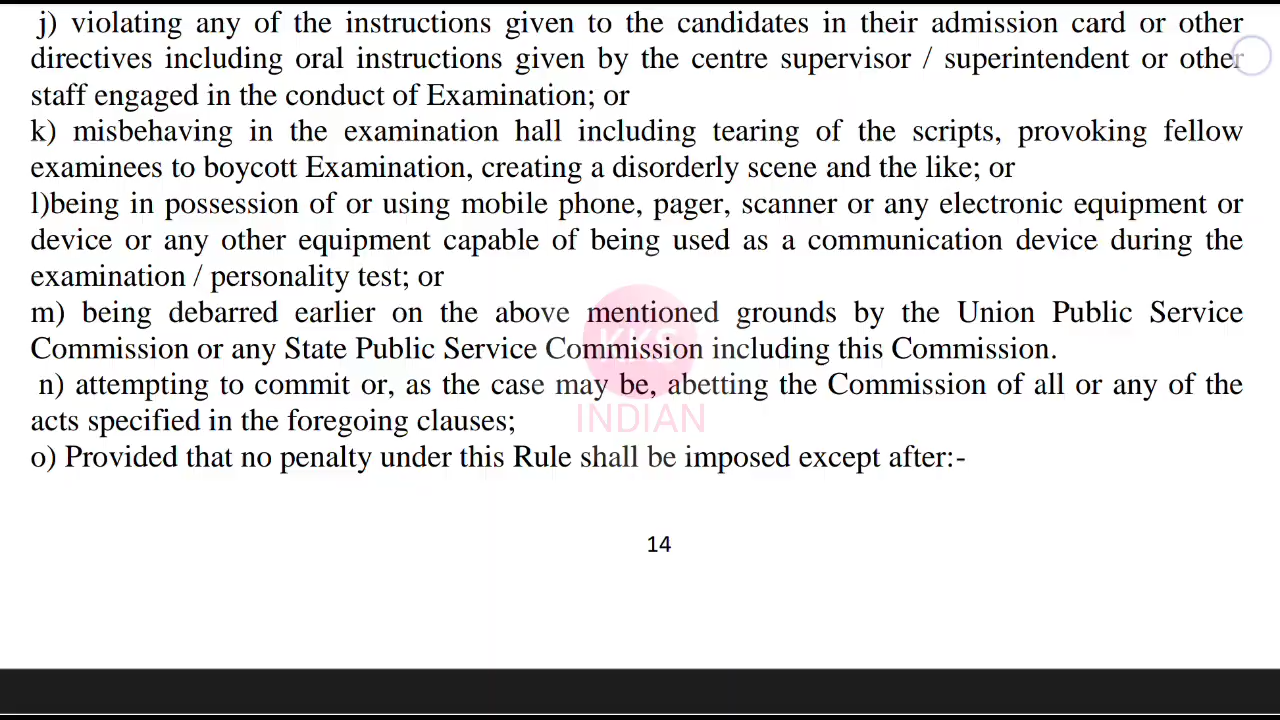 j) violating any of the instructions given to the candidates in their admission card or other
directives including oral instructions given by the centre supervisor / superintendent or other
staff engaged in the conduct of Examination; or
k) misbehaving in the examination hall including tearing of the scripts, provoking fellow
examinees to boycott Examination, creating a disorderly scene and the like; or
l)being in possession of or using mobile phone, pager, scanner or any electronic equipment or
device or any other equipment capable of being used as a communication device during the
examination / personality test; or
m) being debarred earlier on the above mentioned grounds by the Union Public Service
Commission or any State Public Service Commission including this Commission.
n) attempting to commit or, as the case may be, abetting the Commission of all or any of the
acts specified in the foregoing clauses;
o) Provided that no penalty under this Rule shall be imposed except after:-
KKS
INDIAN
14